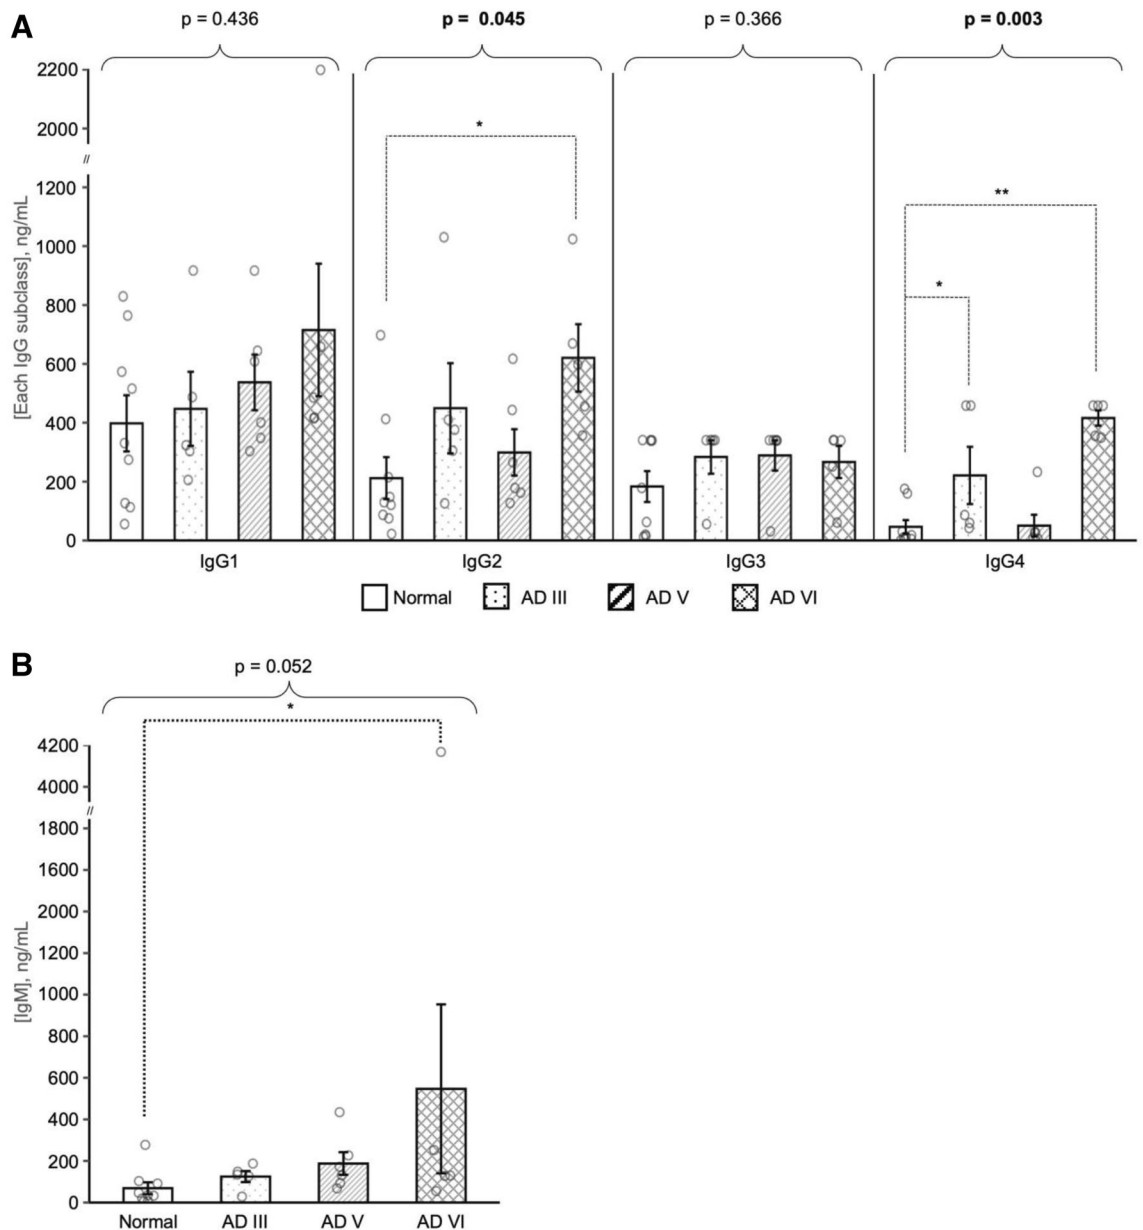 A
p = 0.436
p = 0.045
p = 0.366
p = 0.003
[Each IgG subclass], ng/mL
2200
2000
//
1200
1000
800
600
400
200
0
*
*
**
IgG1
IgG2
IgG3
IgG4
Normal
AD III
AD V
AD VI
B
p = 0.052
*
[IgM], ng/mL
4200
4000
//
1800
1600
2000
1200
1000
800
600
400
200
0
Normal
AD III
AD V
AD VI